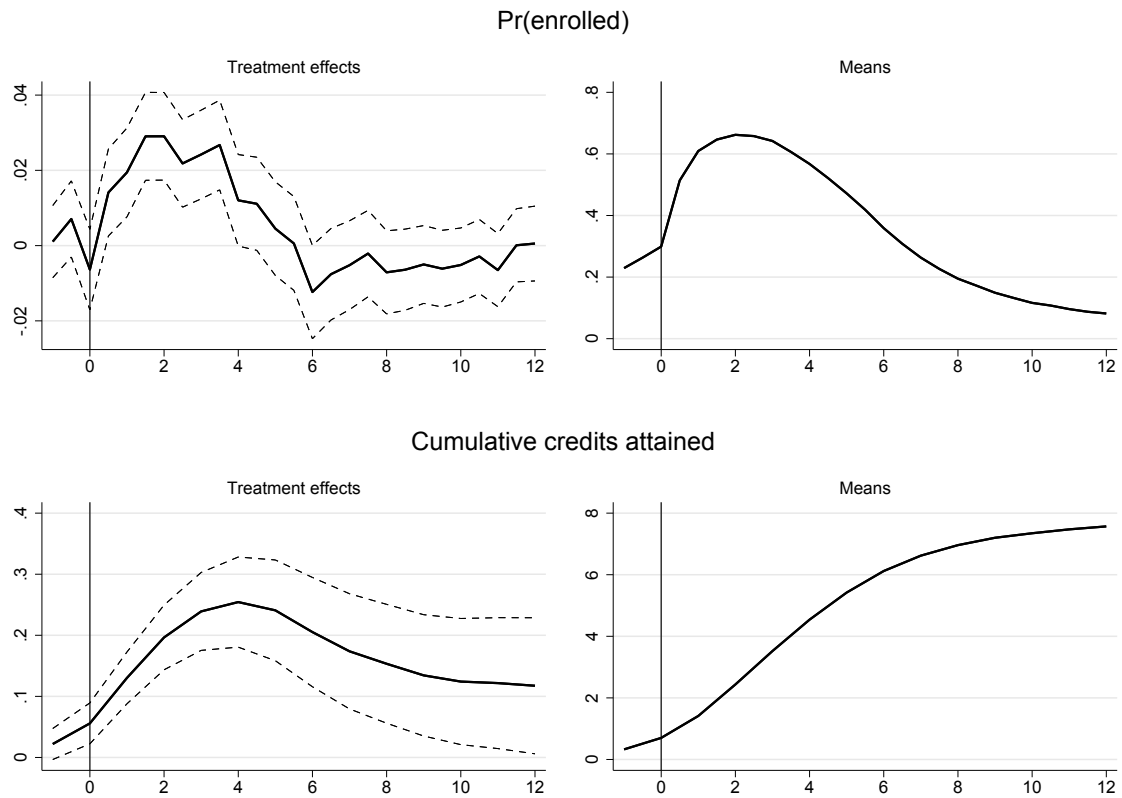 Pr(enrolled)
Treatment effects
Means
.04
.02
0
-.02
0 2 4 6 8 10 12
.8
.6
.4
.2
0
0 2 4 6 8 10 12
Cumulative credits attained
Treatment effects
Means
.4
.3
.2
.1
0
0 2 4 6 8 10 12
8
6
4
2
0
0 2 4 6 8 10 12